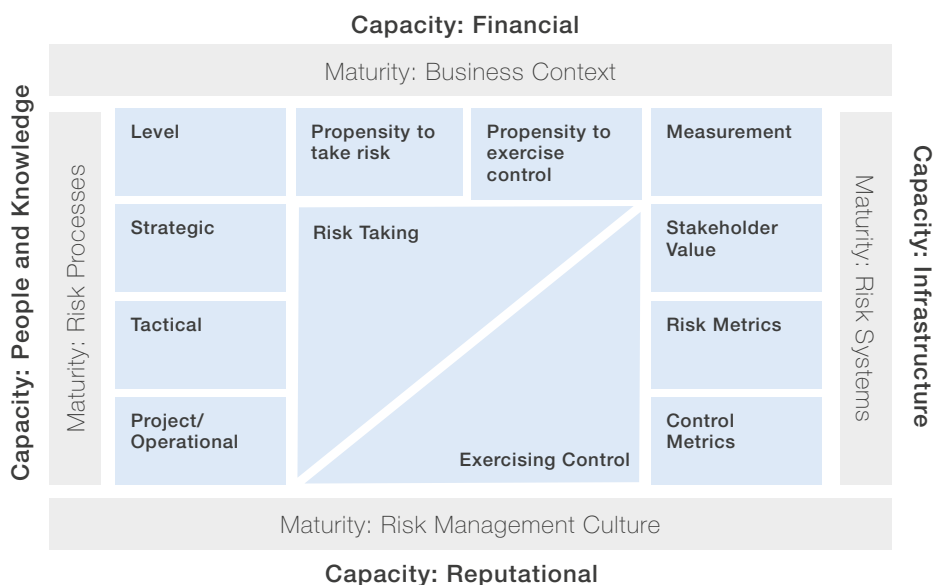 Capacity: Financial
Maturity: Business Context
Capacity: People and Knowledge
Maturity: Risk Processes
Level
Propensity to
take risk
Propensity to
exercise
control
Measurement
Strategic
Risk Taking
Stakeholder
Value
Tactical
Risk Metrics
Project/
Operational
Exercising Control
Control
Metrics
Maturity: Risk Systems
Capacity: Infrastructure
Maturity: Risk Management Culture
Capacity: Reputational